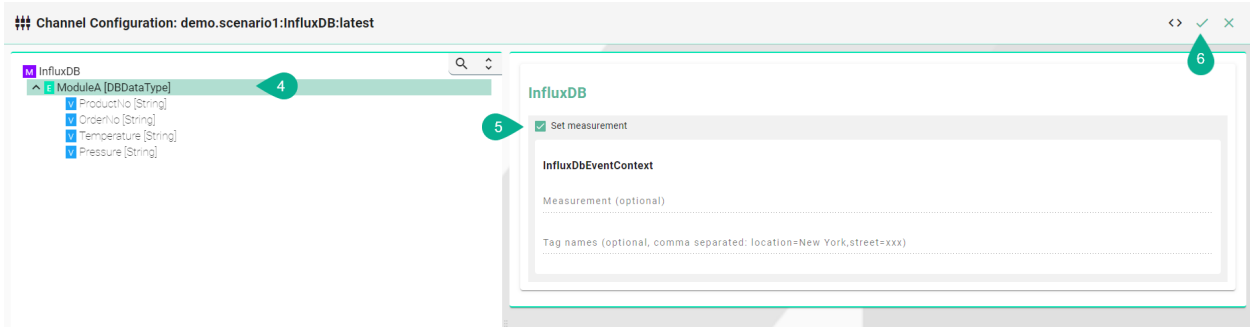 Channel Configuration: demo.scenario1:InfluxDB:latest
6
M InfluxDB
E ModuleA [DBDataType]
4
V ProductNo [String]
V OrderNo [String]
V Temperature [String]
V Pressure [String]
InfluxDB
5
Set measurement
InfluxDbEventContext
Measurement (optional)
Tag names (optional, comma separated: location=New York,street=xxx)